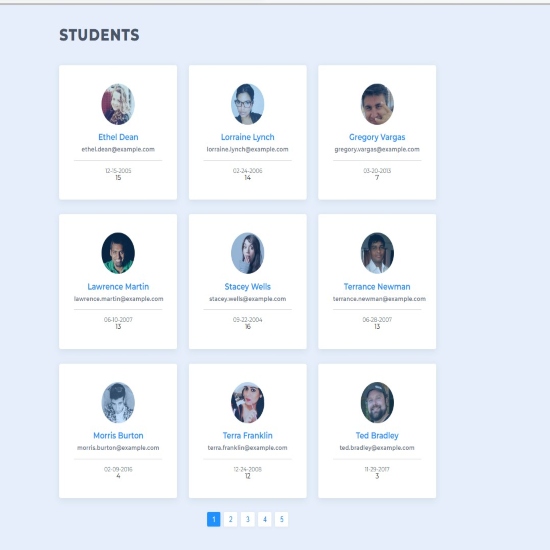 STUDENTS
Ethel Dean
ethel.dean@example.com
12-15-2005
15
Lorraine Lynch
lorraine.lynch@example.com
02-24-2006
14
Gregory Vargas
gregory.vargas@example.com
03-20-2013
7
Lawrence Martin
lawrence.martin@example.com
06-10-2007
13
Stacey Wells
stacey.wells@example.com
09-22-2004
16
Terrance Newman
terrance.newman@example.com
06-28-2007
13
Morris Burton
morris.burton@example.com
02-09-2016
4
Terra Franklin
terra.franklin@example.com
12-24-2008
12
Ted Bradley
ted.bradley@example.com
11-29-2017
3
1 2 3 4 5